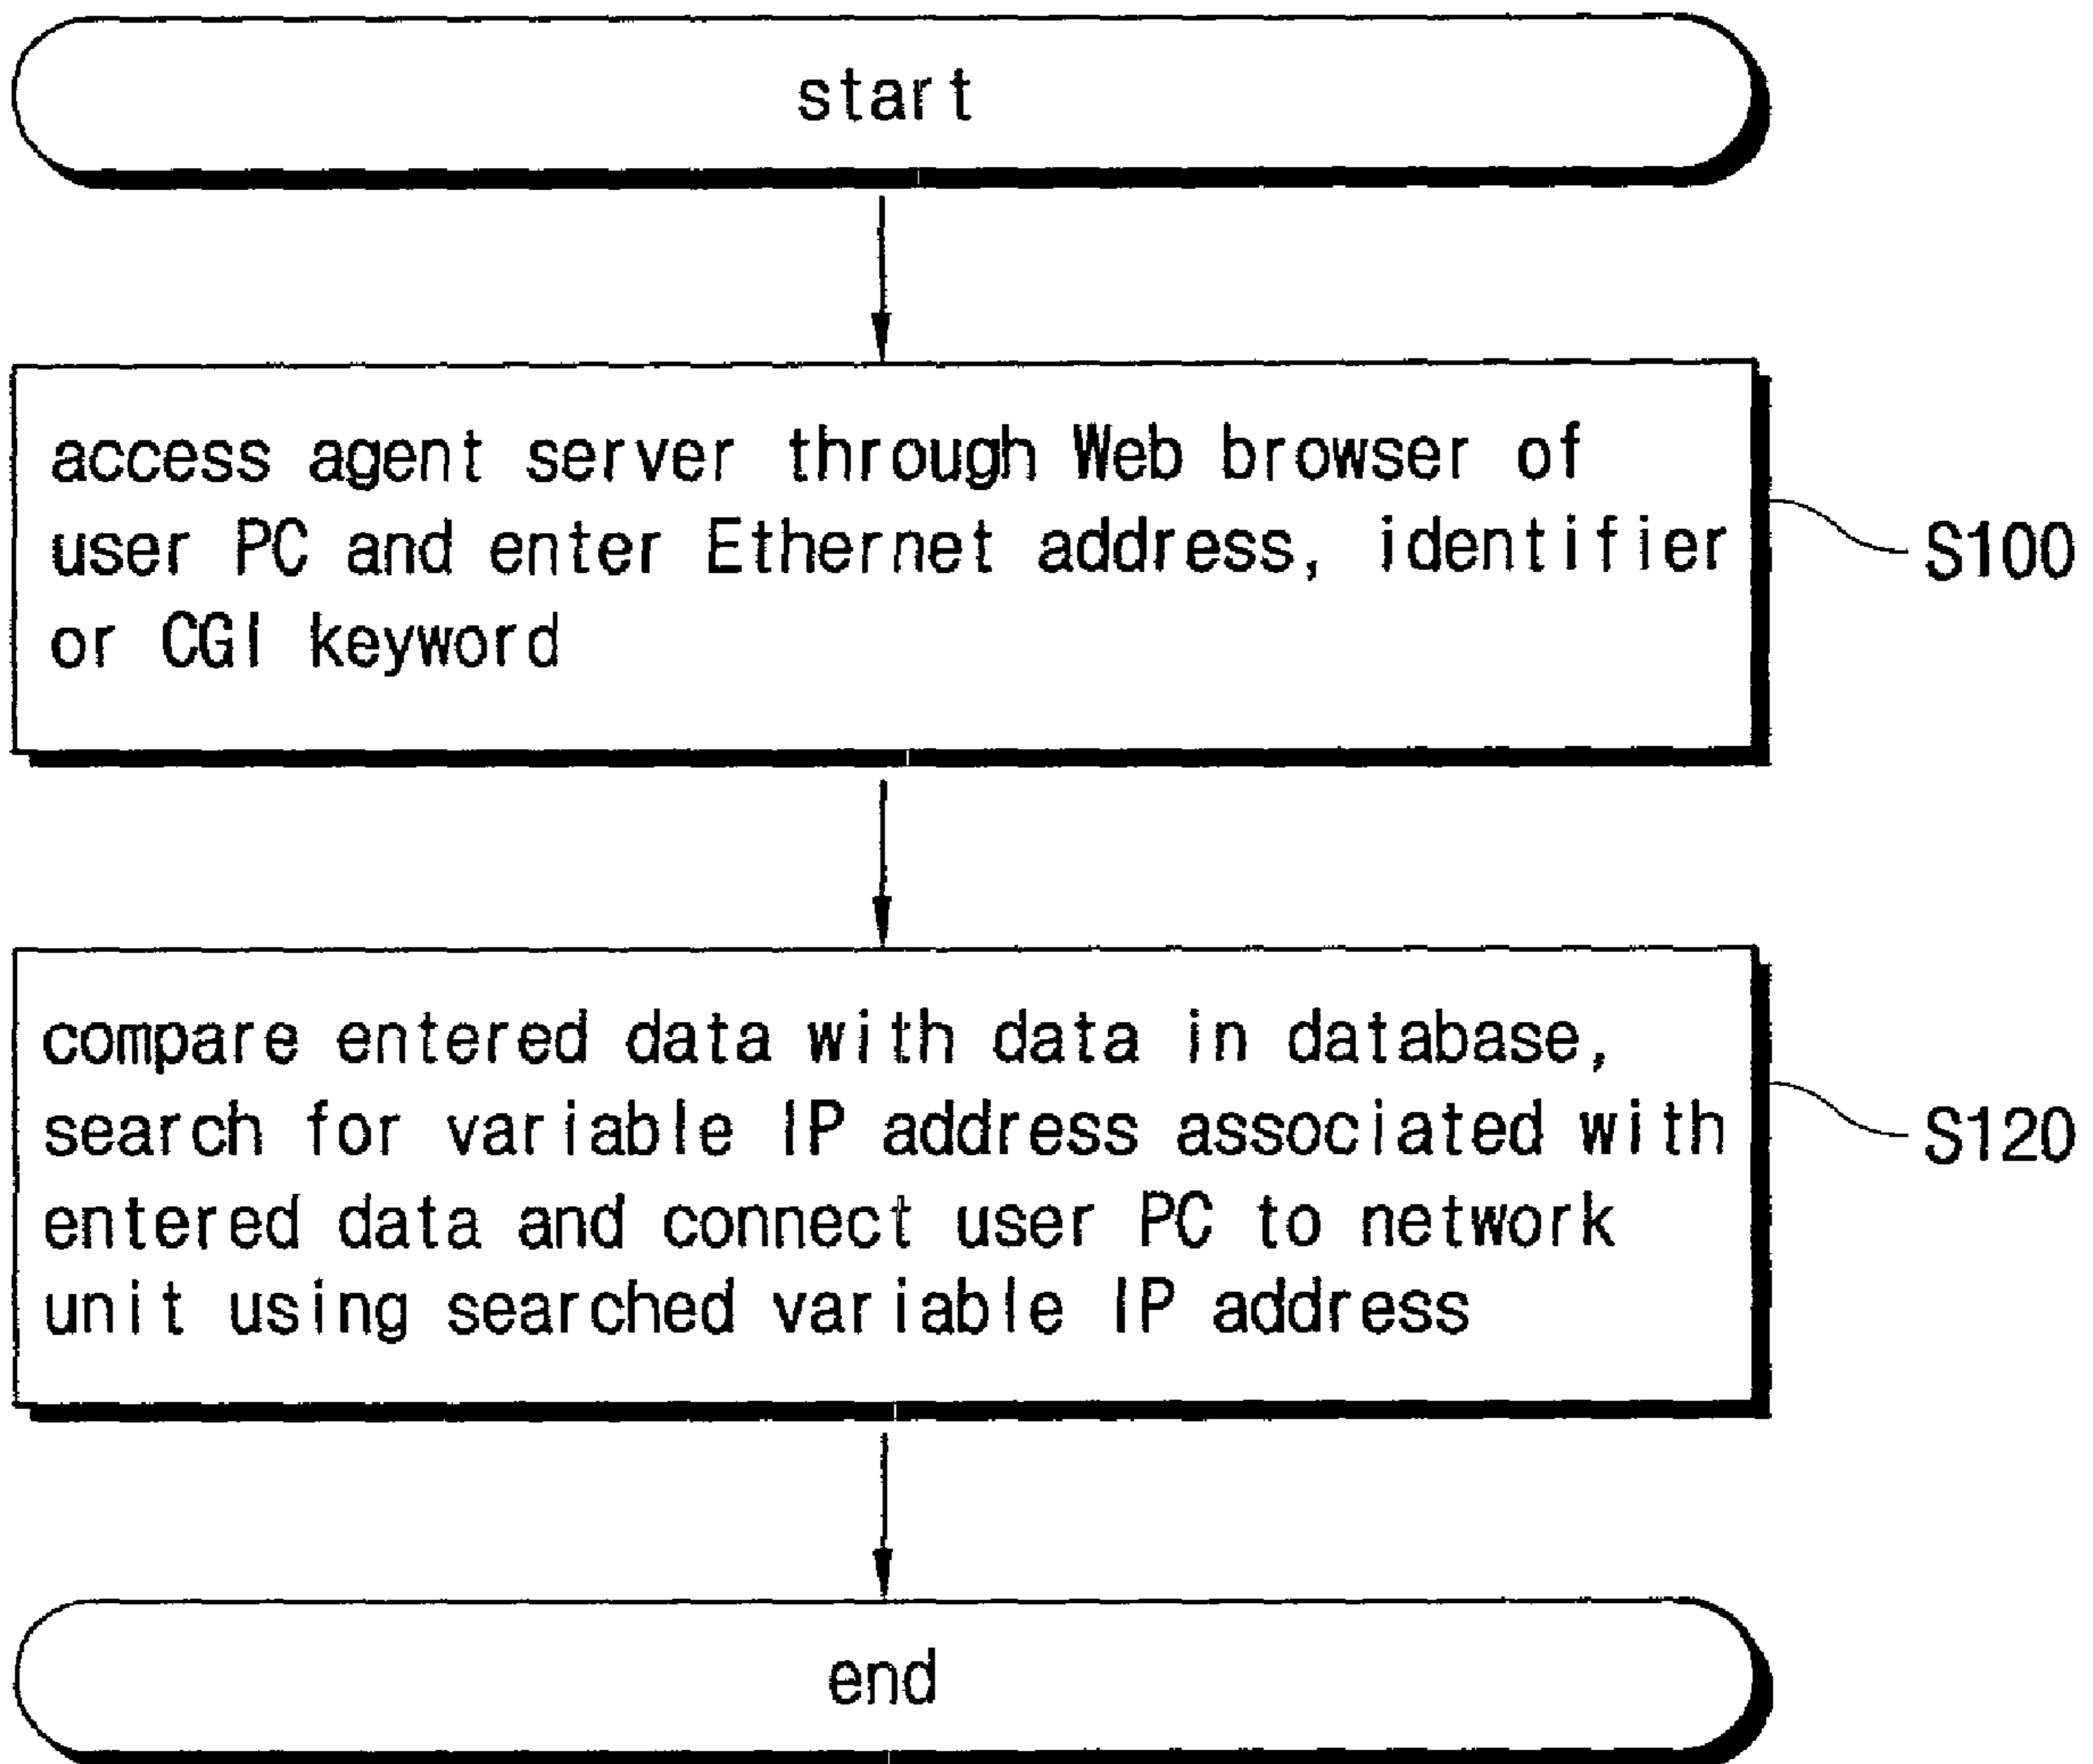 start
access agent server through Web browser of
user PC and enter Ethernet address, identifier
or CGI keyword
S100
compare entered data with data in database,
search for variable IP address associated with
entered data and connect user PC to network
unit using searched variable IP address
S120
end